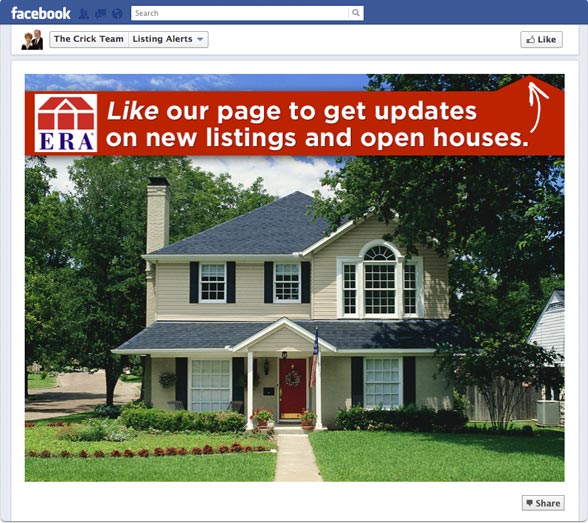 facebook
Search
The Crick Team Listing Alerts
Like
ERA
Like our page to get updates
on new listings and open houses.
Share